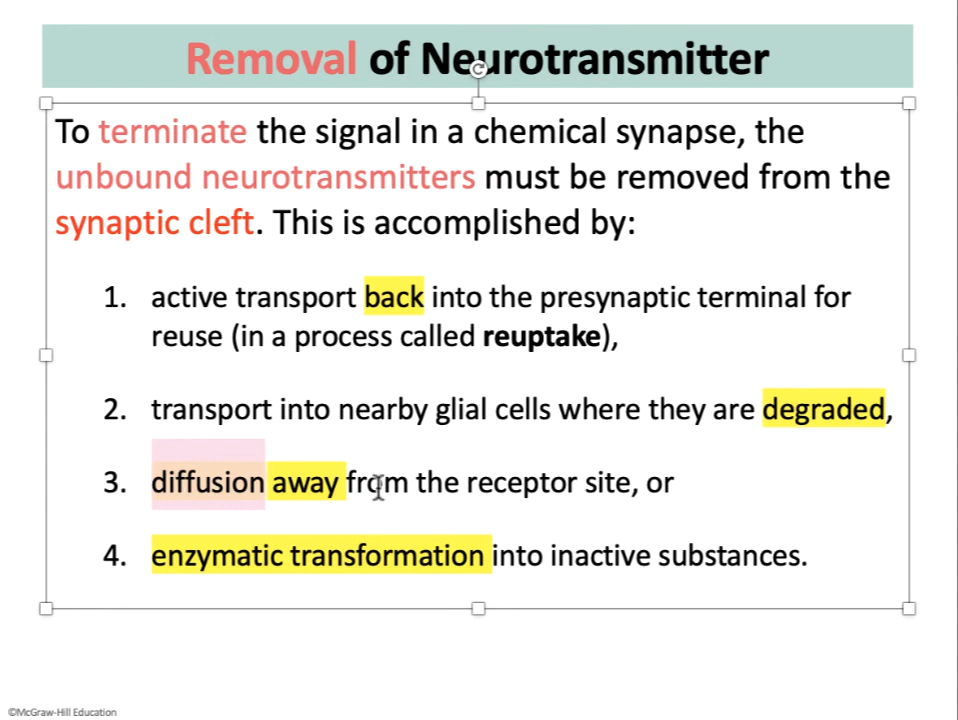 Removal of Neurotransmitter
To terminate the signal in a chemical synapse, the
unbound neurotransmitters must be removed from the
synaptic cleft. This is accomplished by:
1. active transport back into the presynaptic terminal for
reuse (in a process called reuptake),
2. transport into nearby glial cells where they are degraded,
3. diffusion away from the receptor site, or
4. enzymatic transformation into inactive substances.
©McGraw-Hill Education